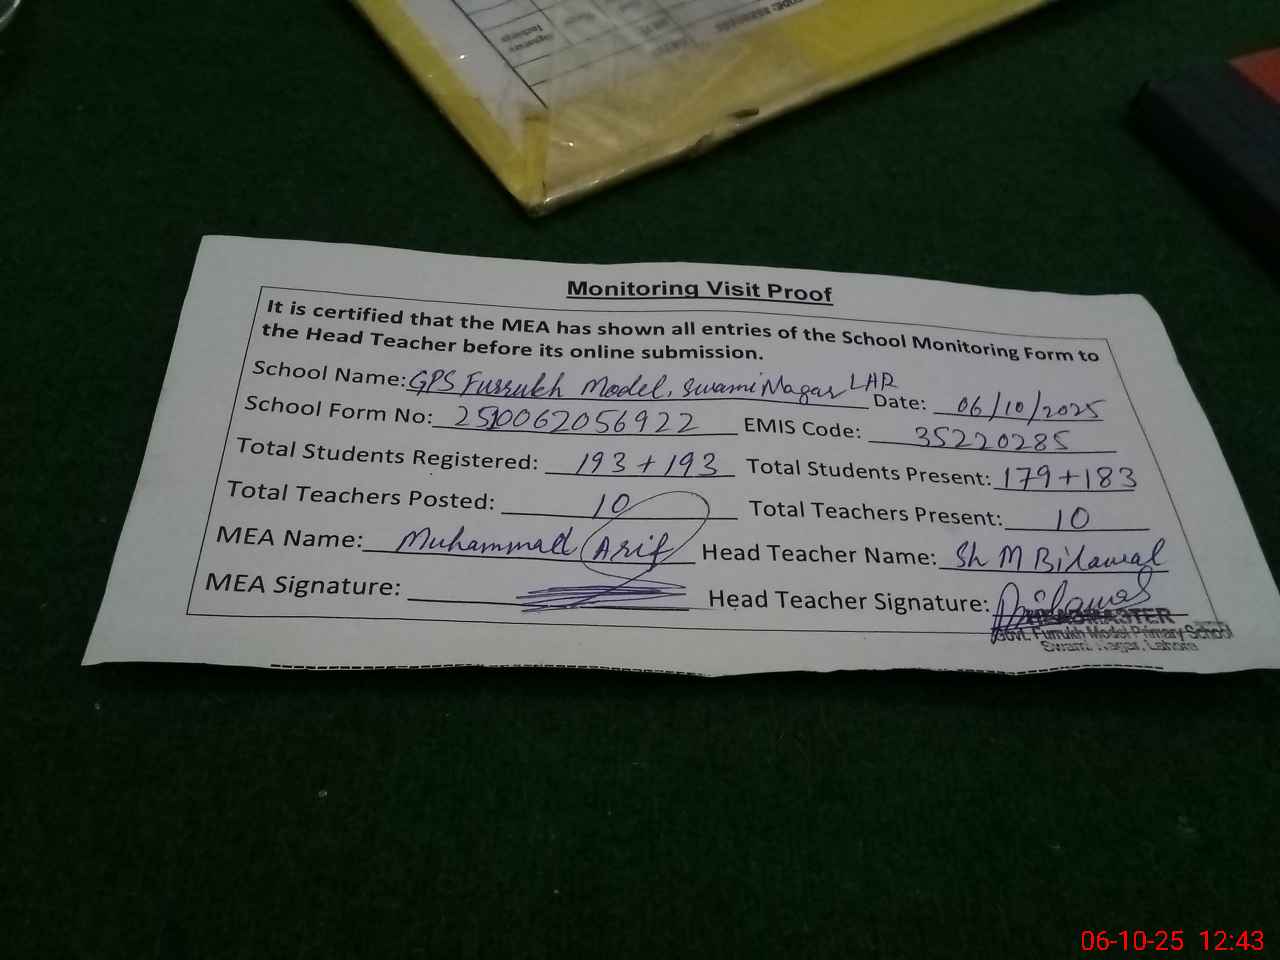 Monitoring Visit Proof
It is certified that the MEA has shown all entries of the School Monitoring Form to
the Head Teacher before its online submission.
School Name: GPS Furrukh Model, Swami Nagar LHR Date: 06/10/2025
School Form No: 2510062056922 EMIS Code: 35220285
Total Students Registered: 193 + 193 Total Students Present: 179+183
Total Teachers Posted: 10 Total Teachers Present: 10
MEA Name: Muhammad Arif Head Teacher Name: Sh M Bilawal
MEA Signature: Head Teacher Signature: Bilawal
HEADMASTER
Govt. Furrukh Model Primary School
Swami Nagar, Lahore
06-10-25 12:43